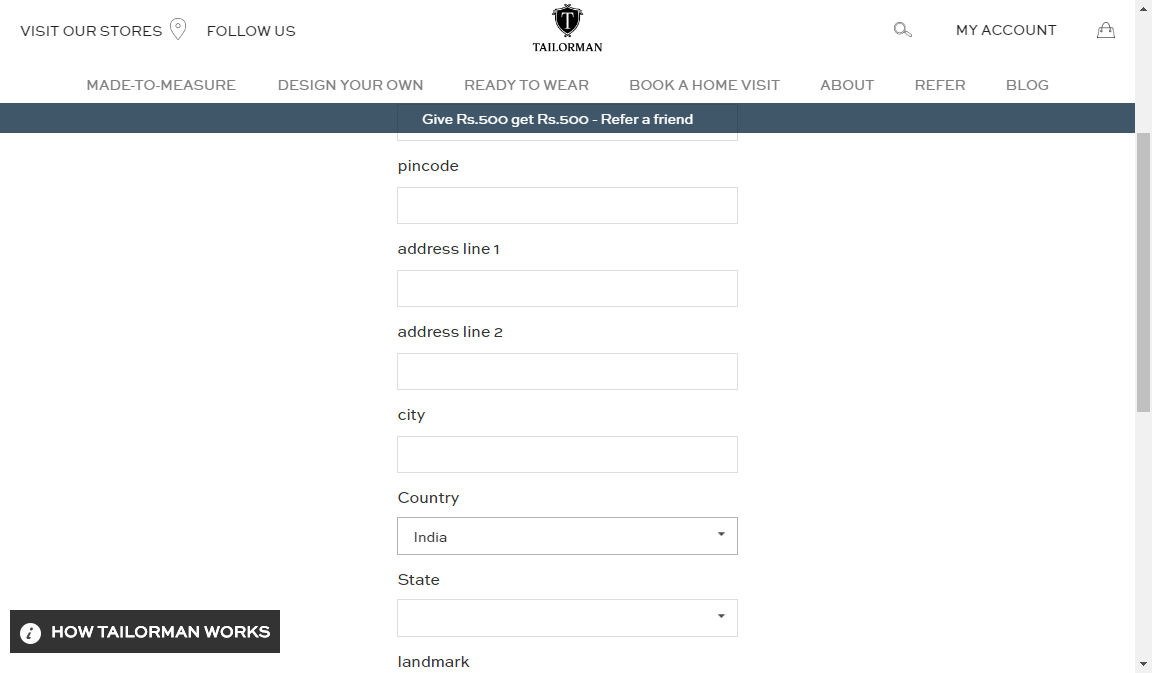 VISIT OUR STORES
FOLLOW US
T
TAILORMAN
MY ACCOUNT
MADE-TO-MEASURE
DESIGN YOUR OWN
READY TO WEAR
BOOK A HOME VISIT
ABOUT
REFER
BLOG
Give Rs.500 get Rs.500 - Refer a friend
pincode
address line 1
address line 2
city
Country
India
State
i HOW TAILORMAN WORKS
landmark